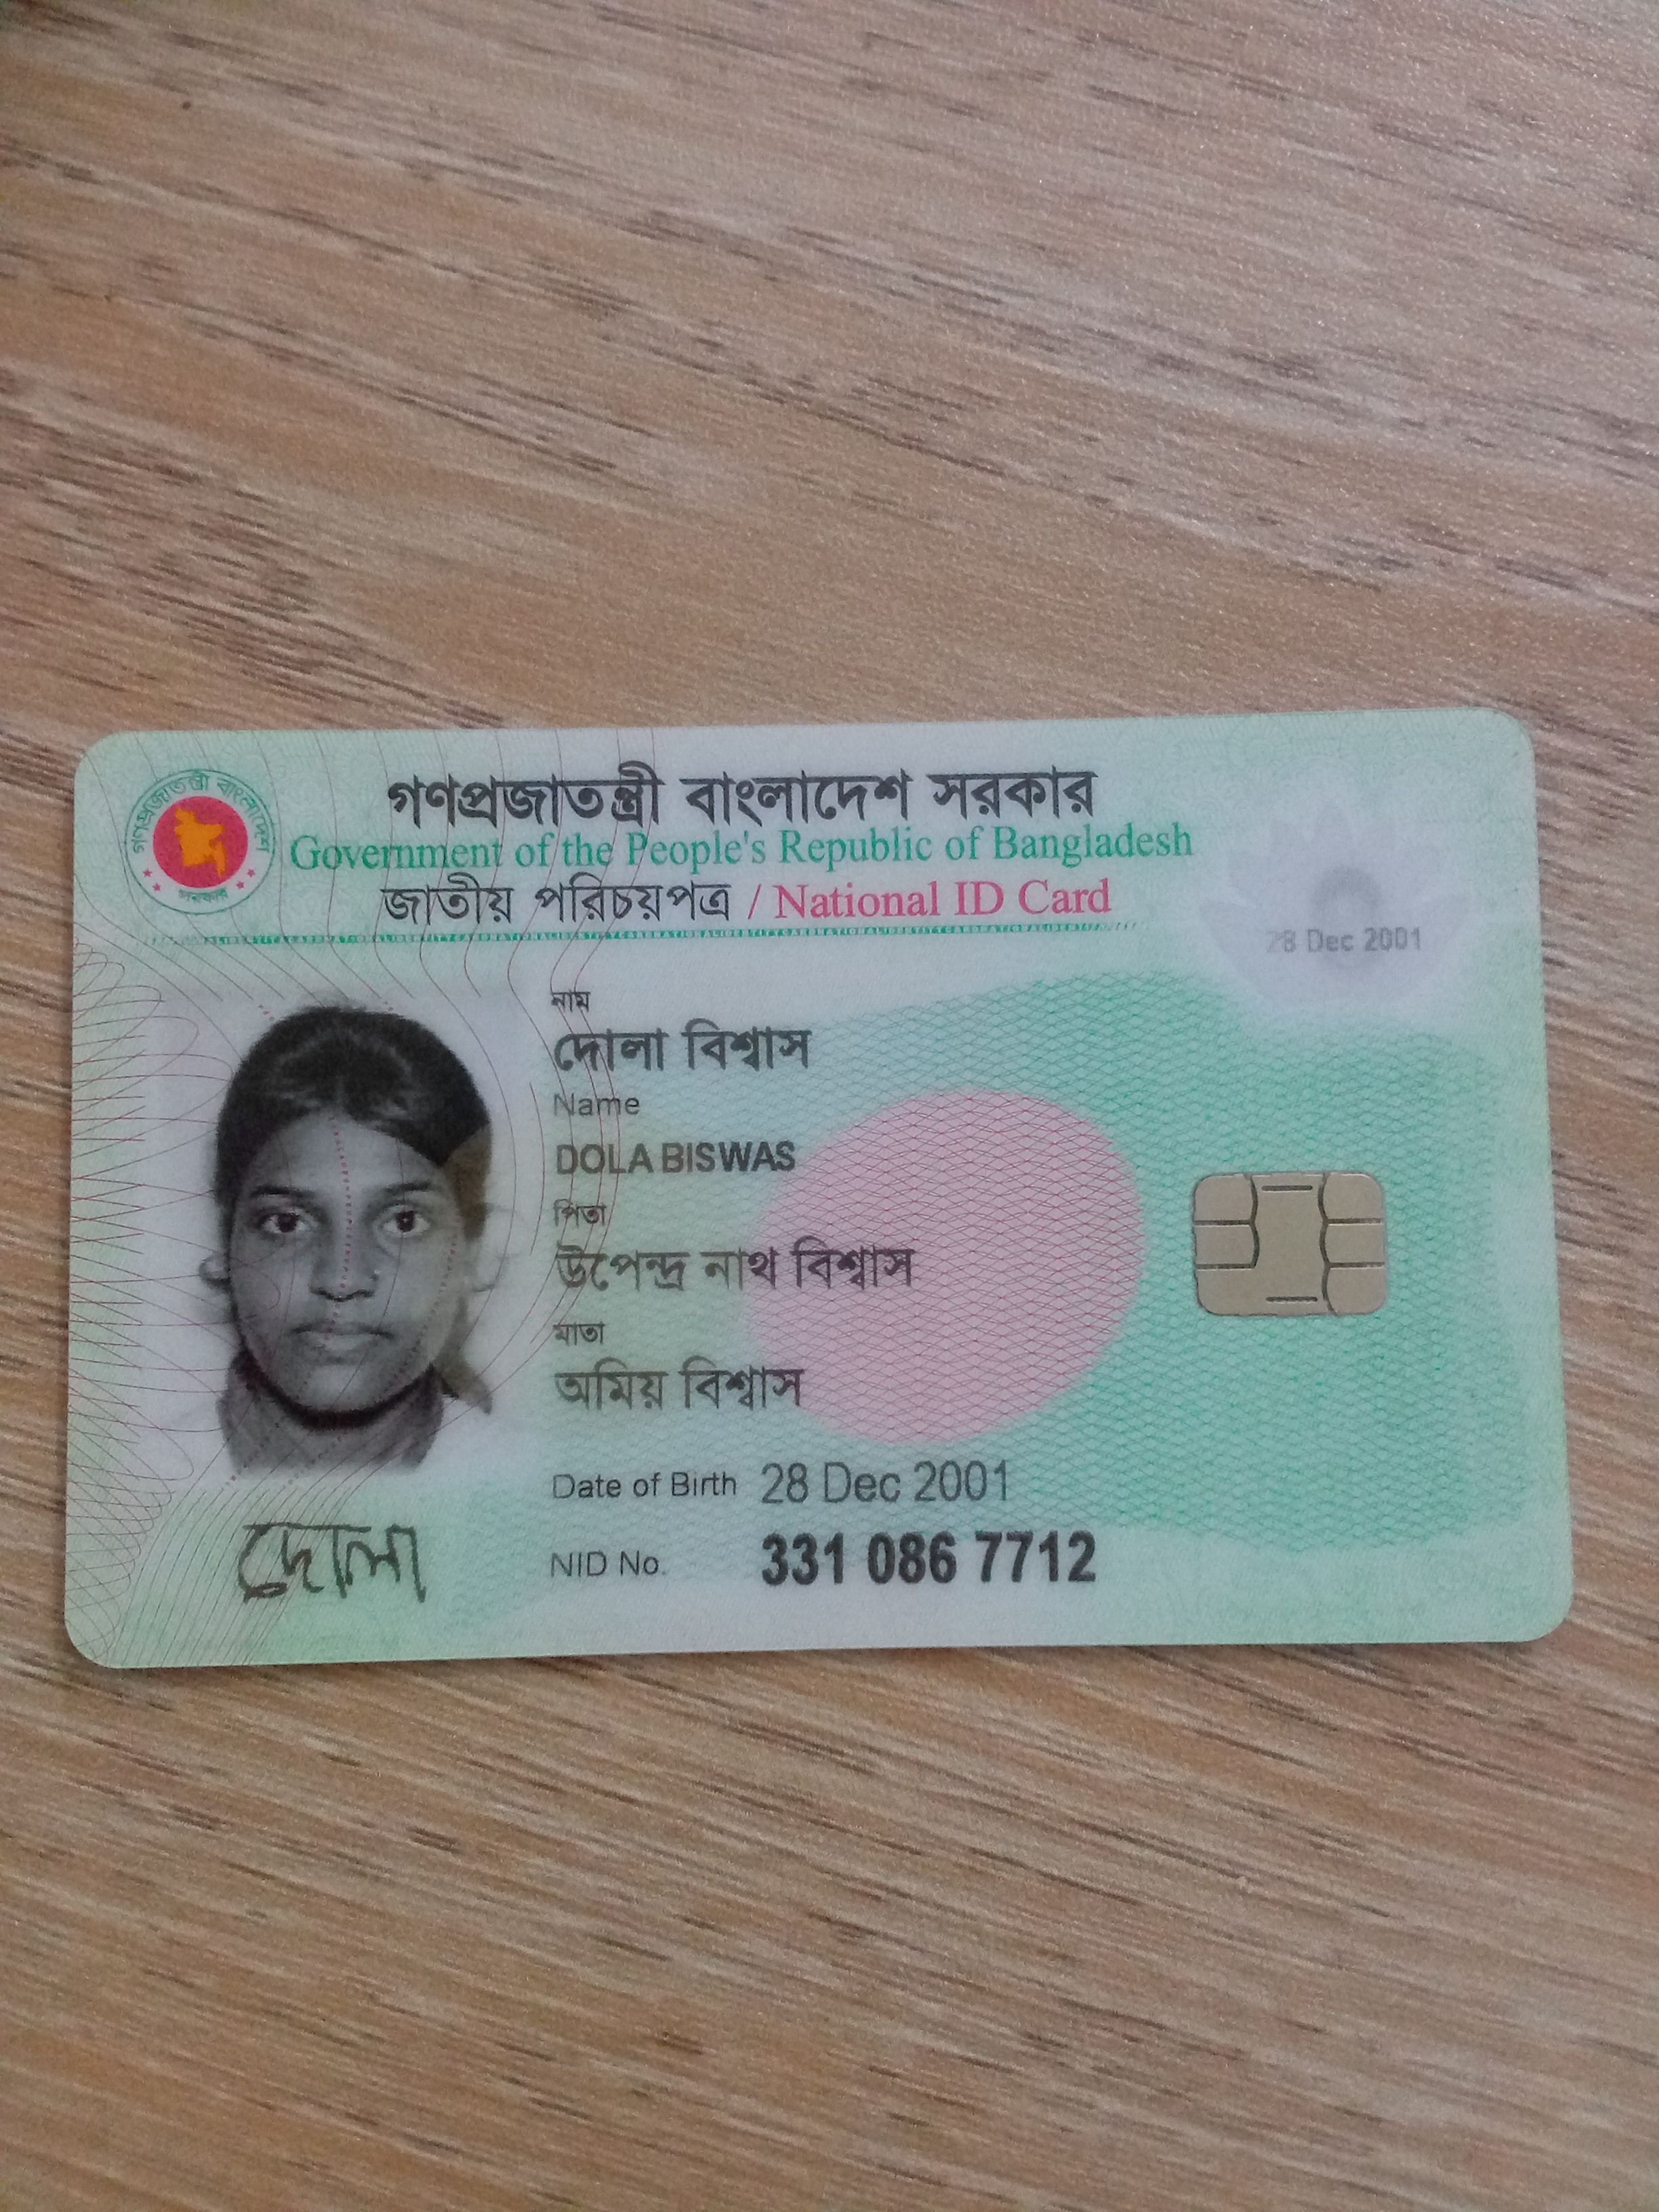 গণপ্রজাতন্ত্রী বাংলাদেশ সরকার
Government of the People's Republic of Bangladesh
জাতীয় পরিচয়পত্র / National ID Card
গণপ্রজাতন্ত্রী বাংলাদেশ
সরকার
28 Dec 2001
নাম
দোলা বিশ্বাস
Name
DOLA BISWAS
পিতা
উপেন্দ্র নাথ বিশ্বাস
মাতা
অমিয় বিশ্বাস
Date of Birth 28 Dec 2001
NID No. 331 086 7712
দোলা